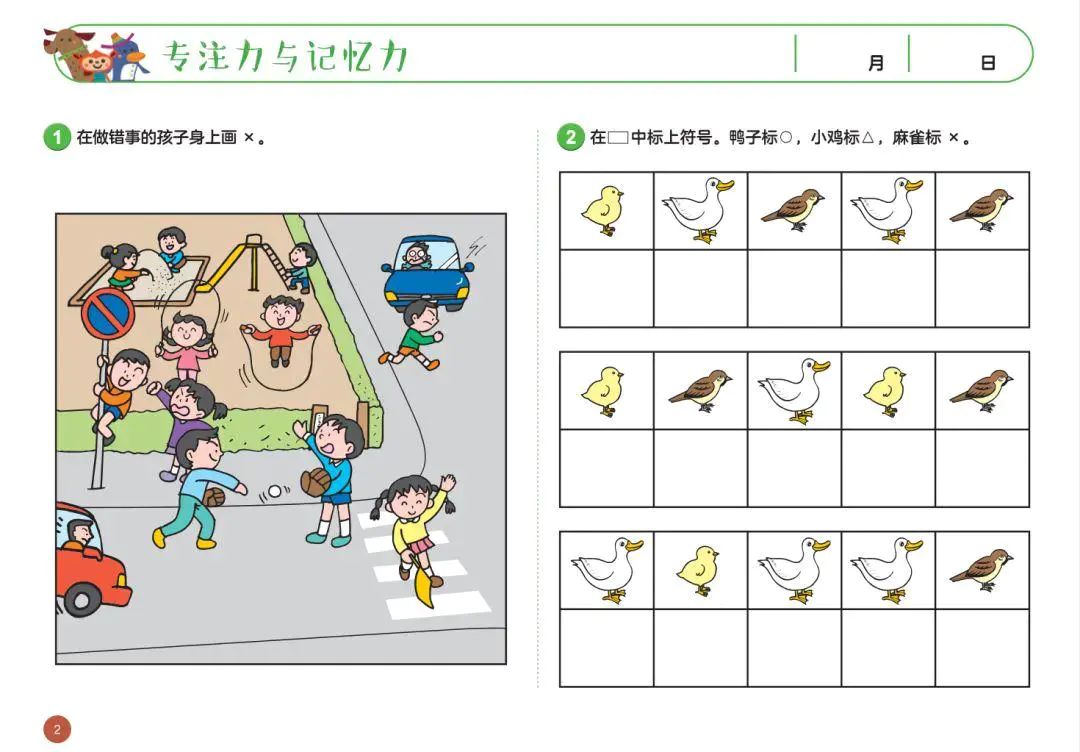 专注力与记忆力
月 日
1 在做错事的孩子身上画 ×。
2 在□中标上符号。鸭子标○，小鸡标△，麻雀标 ×。
2